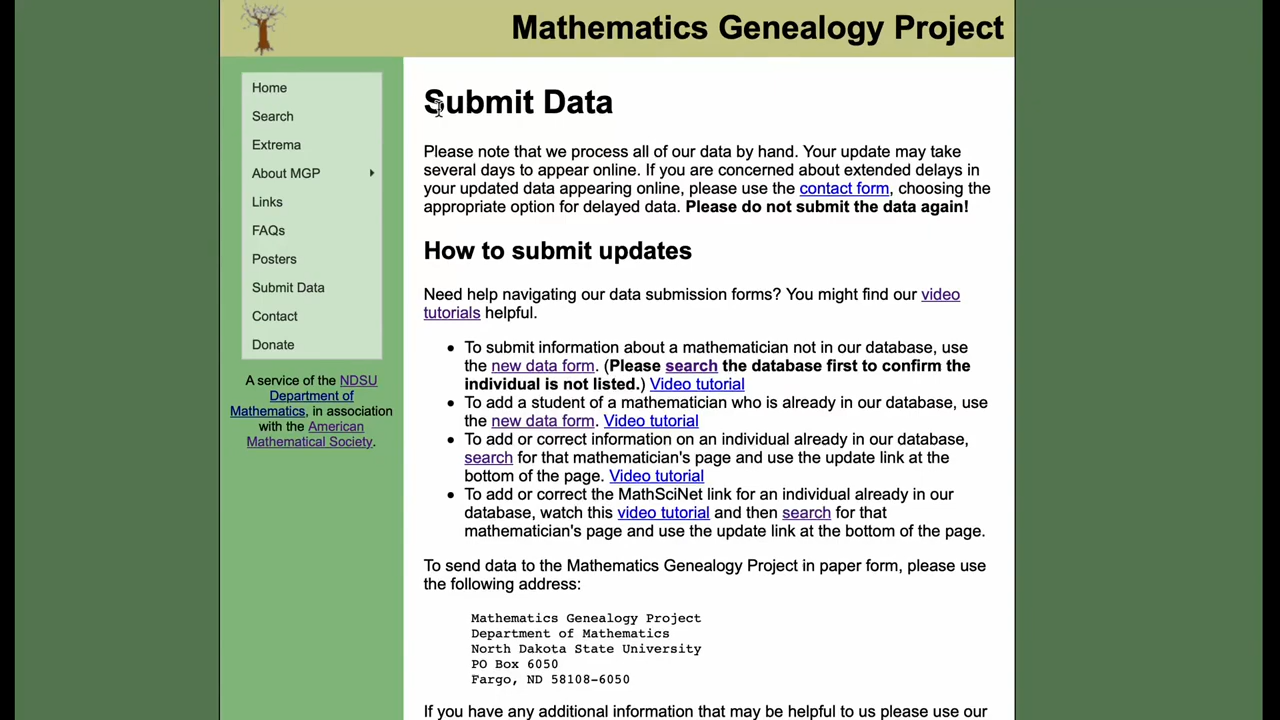 Mathematics Genealogy Project
Home
Search
Extrema
About MGP
Links
FAQs
Posters
Submit Data
Contact
Donate
A service of the NDSU
Department of
Mathematics, in association
with the American
Mathematical Society.
Submit Data
Please note that we process all of our data by hand. Your update may take
several days to appear online. If you are concerned about extended delays in
your updated data appearing online, please use the contact form, choosing the
appropriate option for delayed data. Please do not submit the data again!
How to submit updates
Need help navigating our data submission forms? You might find our video
tutorials helpful.
• To submit information about a mathematician not in our database, use
the new data form. (Please search the database first to confirm the
individual is not listed.) Video tutorial
• To add a student of a mathematician who is already in our database, use
the new data form. Video tutorial
• To add or correct information on an individual already in our database,
search for that mathematician's page and use the update link at the
bottom of the page. Video tutorial
• To add or correct the MathSciNet link for an individual already in our
database, watch this video tutorial and then search for that
mathematician's page and use the update link at the bottom of the page.
To send data to the Mathematics Genealogy Project in paper form, please use
the following address:
Mathematics Genealogy Project
Department of Mathematics
North Dakota State University
PO Box 6050
Fargo, ND 58108-6050
If you have any additional information that may be helpful to us please use our